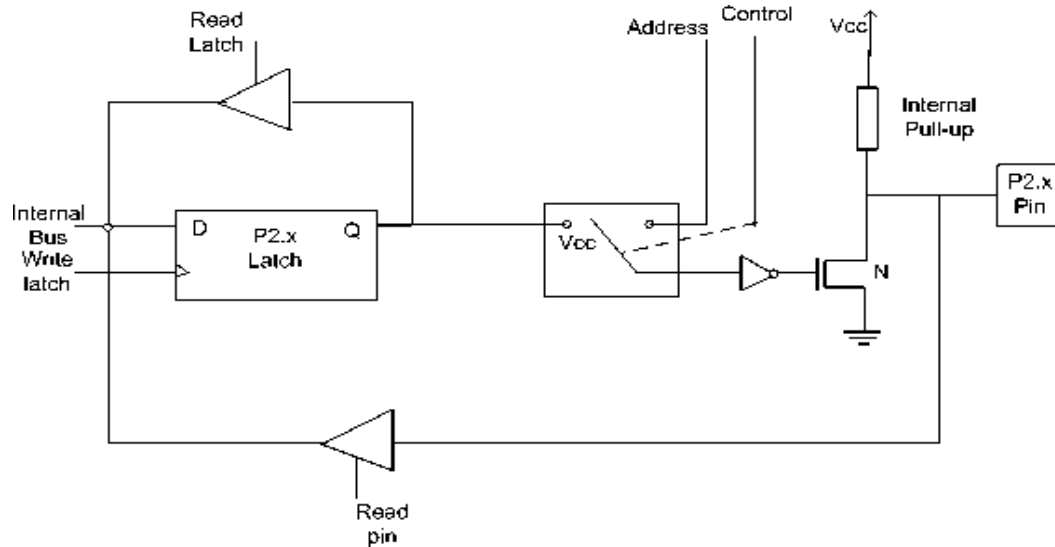 Read
Latch
Address
Control
Vcc
Internal
Pull-up
P2.x
Pin
Internal
Bus
Write
latch
D
P2.x
Latch
Q
Vcc
N
Read
pin